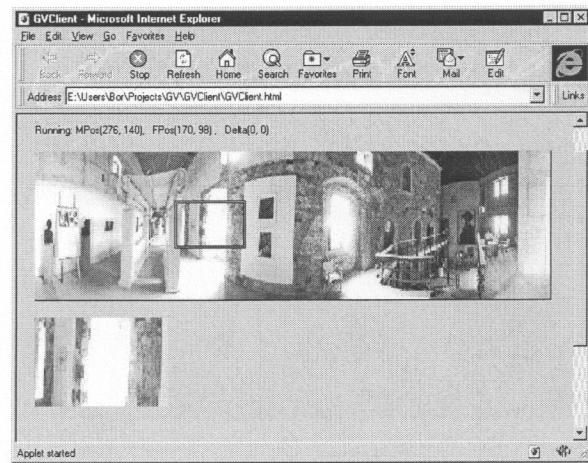 GVClient - Microsoft Internet Explorer
File Edit View Go Favorites Help
Back Forward Stop Refresh Home Search Favorites Print Font Mail Edit
Address E:\Users\Bor\Projects\GV\GVClient\GVClient.html Links
Running: MPos(276, 140), FPos(170, 98) , Delta(0, 0)
Applet started